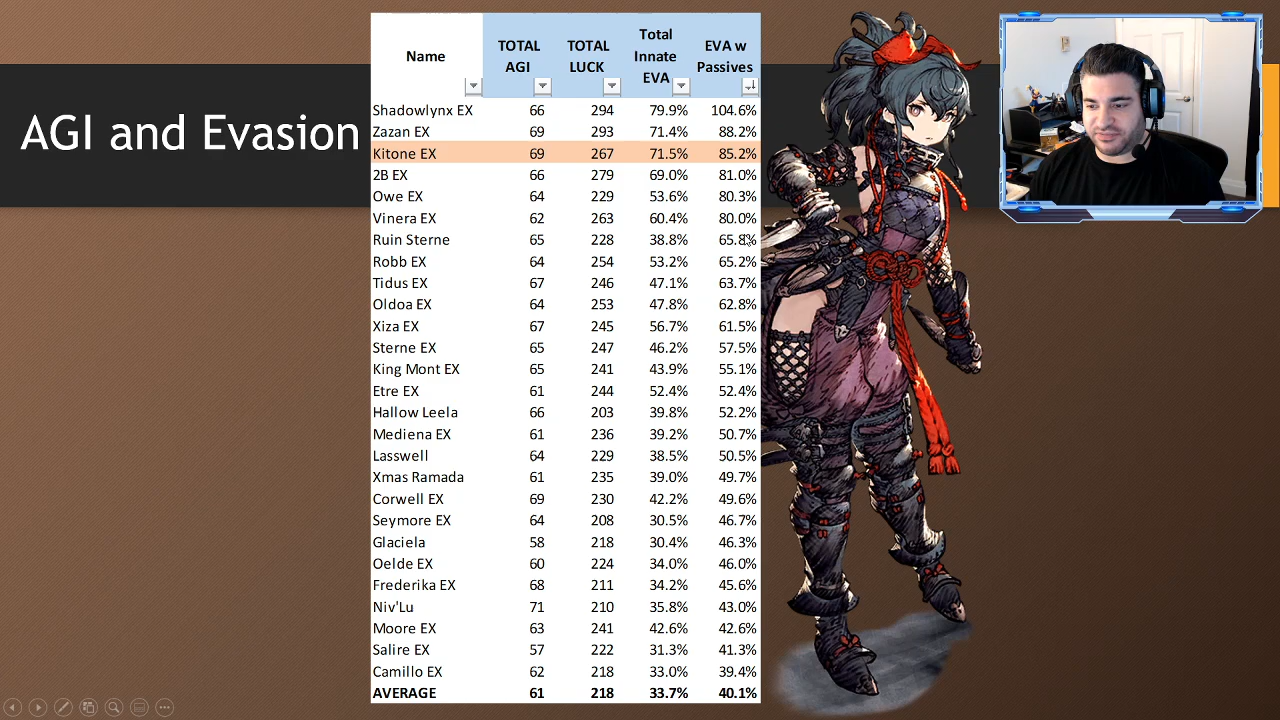 AGI and Evasion
Name TOTAL AGI TOTAL LUCK Total Innate EVA EVA w Passives
Shadowlynx EX 66 294 79.9% 104.6%
Zazan EX 69 293 71.4% 88.2%
Kitone EX 69 267 71.5% 85.2%
2B EX 66 279 69.0% 81.0%
Owe EX 64 229 53.6% 80.3%
Vinera EX 62 263 60.4% 80.0%
Ruin Sterne 65 228 38.8% 65.8%
Robb EX 64 254 53.2% 65.2%
Tidus EX 67 246 47.1% 63.7%
Oldoa EX 64 253 47.8% 62.8%
Xiza EX 67 245 56.7% 61.5%
Sterne EX 65 247 46.2% 57.5%
King Mont EX 65 241 43.9% 55.1%
Etre EX 61 244 52.4% 52.4%
Hallow Leela 66 203 39.8% 52.2%
Mediena EX 61 236 39.2% 50.7%
Lasswell 64 229 38.5% 50.5%
Xmas Ramada 61 235 39.0% 49.7%
Corwell EX 69 230 42.2% 49.6%
Seymore EX 64 208 30.5% 46.7%
Glaciela 58 218 30.4% 46.3%
Oelde EX 60 224 34.0% 46.0%
Frederika EX 68 211 34.2% 45.6%
Niv'Lu 71 210 35.8% 43.0%
Moore EX 63 241 42.6% 42.6%
Salire EX 57 222 31.3% 41.3%
Camillo EX 62 218 33.0% 39.4%
AVERAGE 61 218 33.7% 40.1%